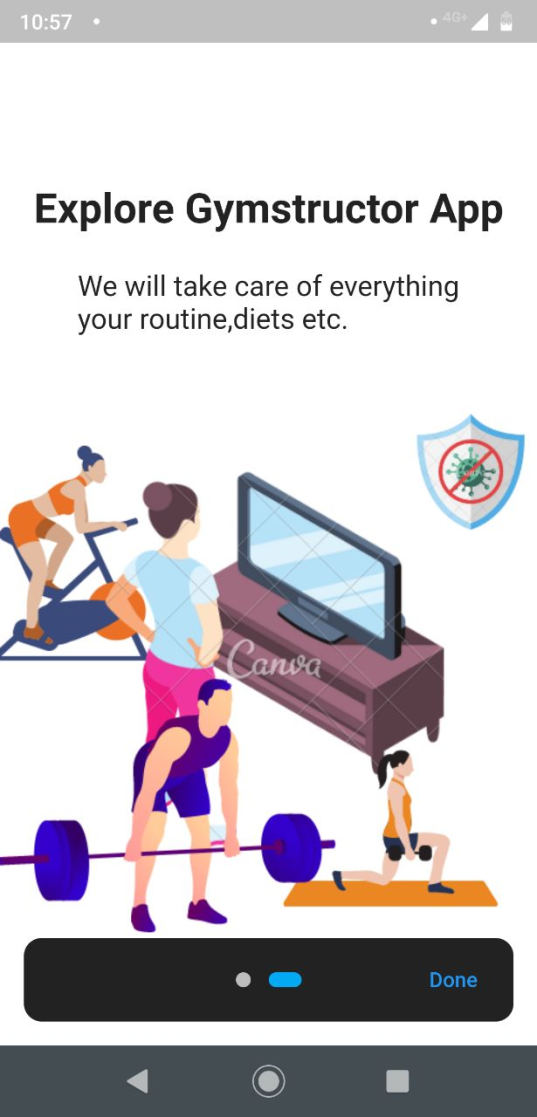 10:57
4G+
Explore Gymstructor App
We will take care of everything
your routine,diets etc.
Canva
Done